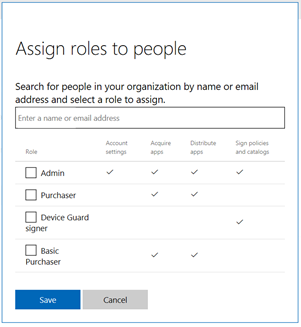 Assign roles to people
Search for people in your organization by name or email
address and select a role to assign.
Enter a name or email address
Role Account settings Acquire apps Distribute apps Sign policies and catalogs
Admin ✓ ✓ ✓ ✓
Purchaser ✓ ✓
Device Guard signer ✓
Basic Purchaser ✓ ✓
Save Cancel